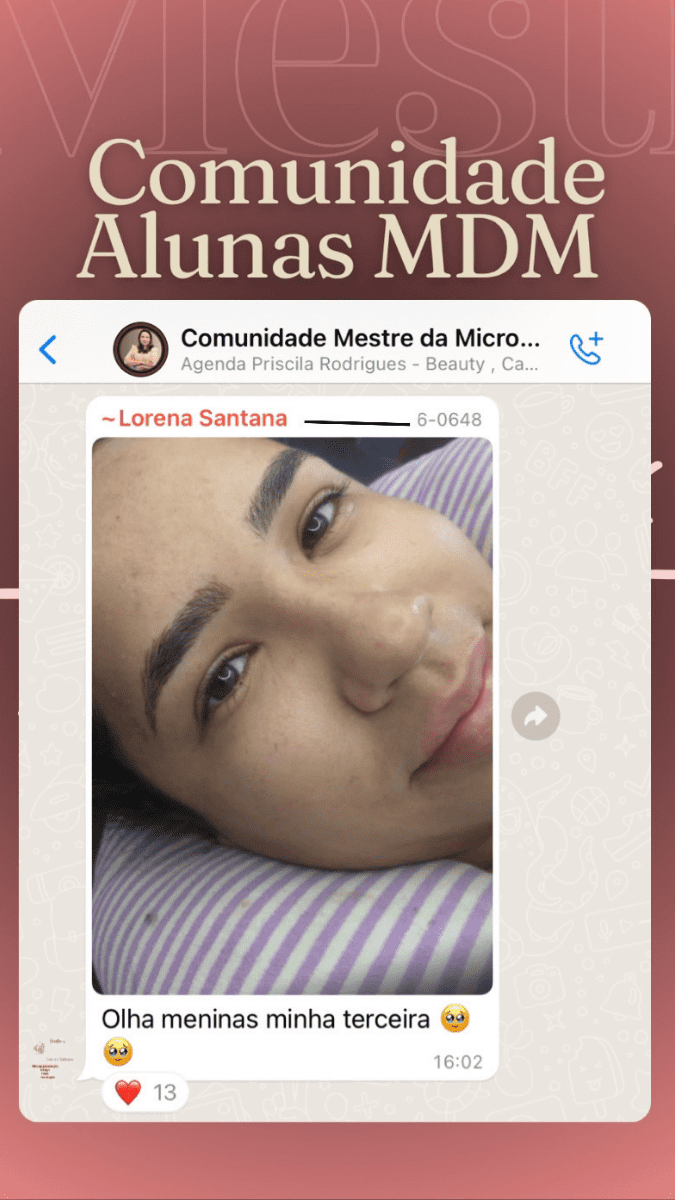 Mest
Comunidade
Alunas MDM
Comunidade Mestre da Micro...
Agenda Priscila Rodrigues - Beauty , Ca...
~Lorena Santana 6-0648
Olha meninas minha terceira 🥹
🥹
16:02
❤️ 13